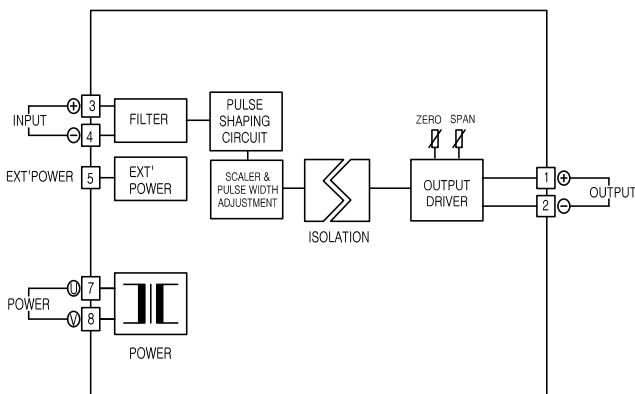 INPUT
+
3
-
4
FILTER
PULSE
SHAPING
CIRCUIT
ZERO SPAN
EXT'POWER
5
EXT'
POWER
SCALER &
PULSE WIDTH
ADJUSTMENT
ISOLATION
OUTPUT
DRIVER
1
+
2
-
OUTPUT
POWER
U
7
V
8
POWER